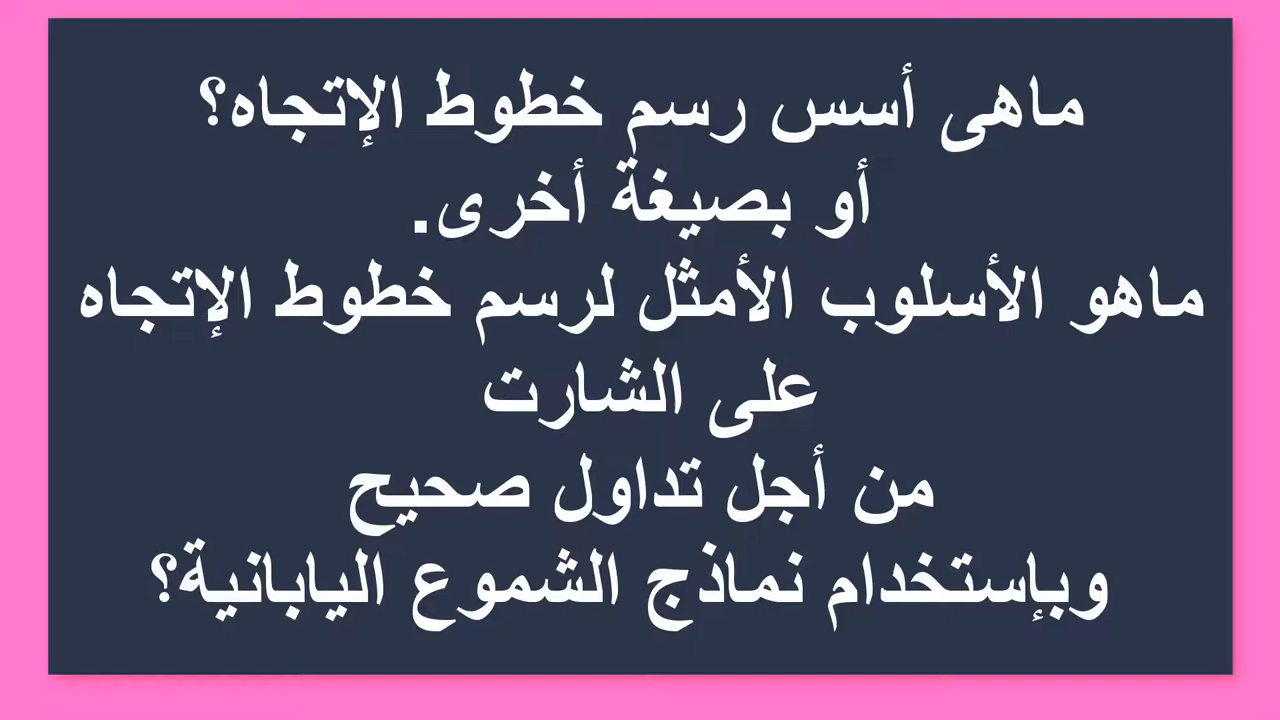 ماهى أسس رسم خطوط الإتجاه؟
أو بصيغة أخرى.
ماهو الأسلوب الأمثل لرسم خطوط الإتجاه
على الشارت
من أجل تداول صحيح
وبإستخدام نماذج الشموع اليابانية؟